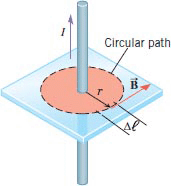 I
Circular path
r
B⃗
Δℓ